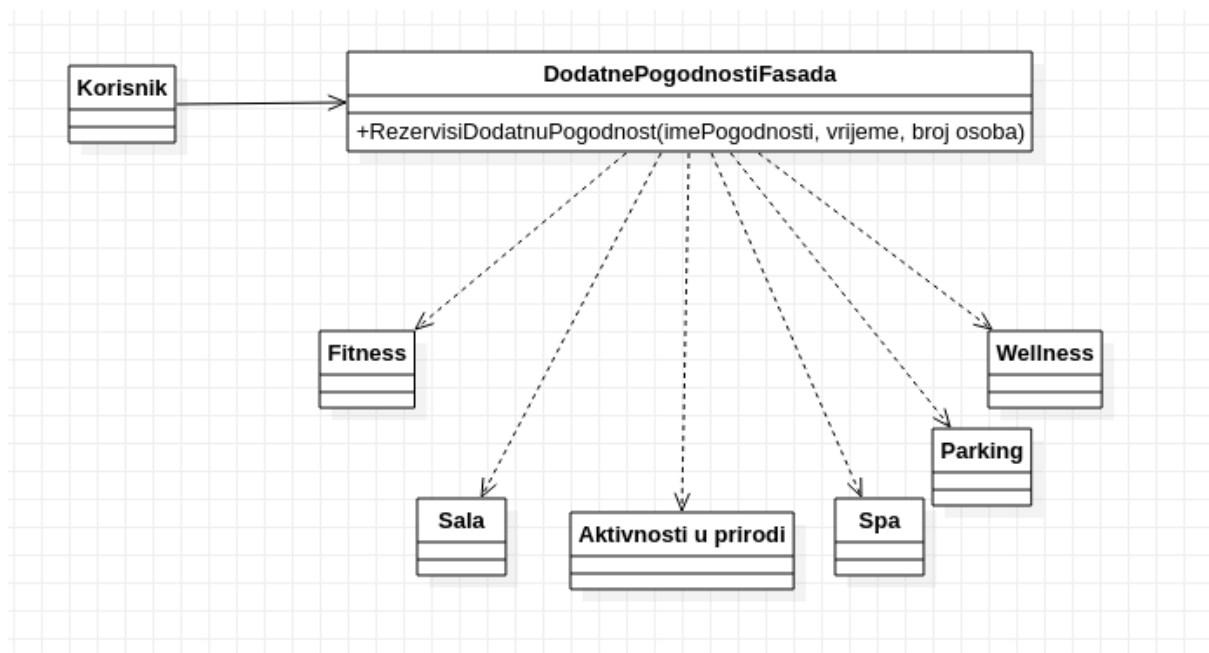 Korisnik
DodatnePogodnostiFasada
+RezervisiDodatnuPogodnost(imePogodnosti, vrijeme, broj osoba)
Fitness
Wellness
Parking
Sala
Aktivnosti u prirodi
Spa